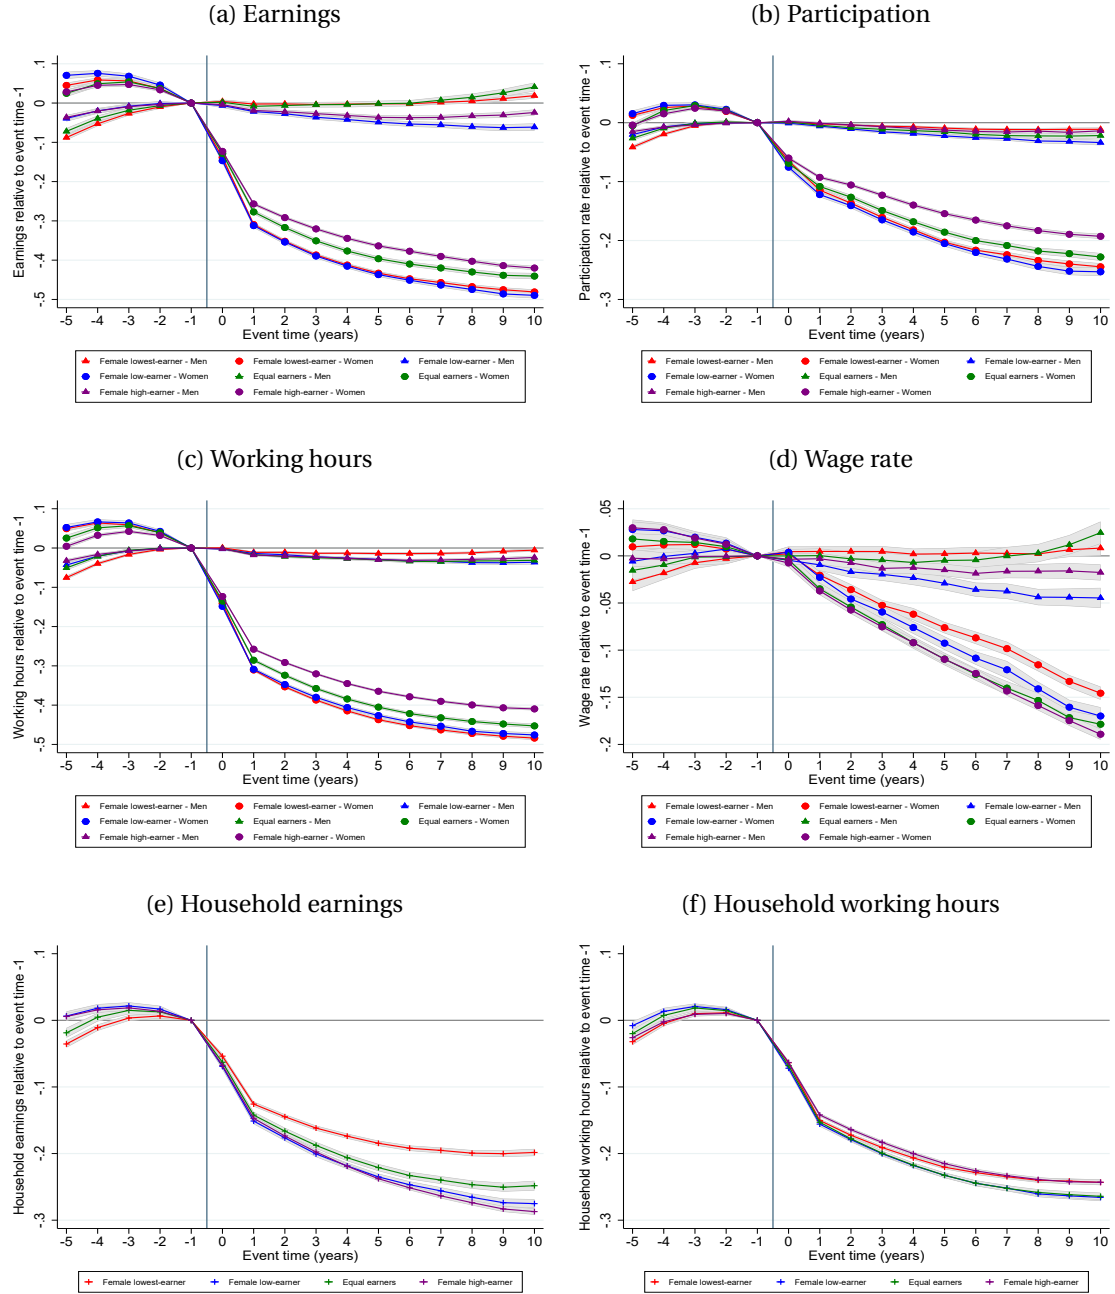 (a) Earnings
Earnings relative to event time -1
.1
0
-.1
-.2
-.3
-.4
-.5
-5 -4 -3 -2 -1 0 1 2 3 4 5 6 7 8 9 10
Event time (years)
Female lowest-earner - Men Female lowest-earner - Women Female low-earner - Men
Female low-earner - Women Equal earners - Men Equal earners - Women
Female high-earner - Men Female high-earner - Women
(b) Participation
Participation rate relative to event time -1
.1
0
-.1
-.2
-.3
-5 -4 -3 -2 -1 0 1 2 3 4 5 6 7 8 9 10
Event time (years)
Female lowest-earner - Men Female lowest-earner - Women Female low-earner - Men
Female low-earner - Women Equal earners - Men Equal earners - Women
Female high-earner - Men Female high-earner - Women
(c) Working hours
Working hours relative to event time -1
.1
0
-.1
-.2
-.3
-.4
-.5
-5 -4 -3 -2 -1 0 1 2 3 4 5 6 7 8 9 10
Event time (years)
Female lowest-earner - Men Female lowest-earner - Women Female low-earner - Men
Female low-earner - Women Equal earners - Men Equal earners - Women
Female high-earner - Men Female high-earner - Women
(d) Wage rate
Wage rate relative to event time -1
.05
0
-.05
-.1
-.15
-.2
-5 -4 -3 -2 -1 0 1 2 3 4 5 6 7 8 9 10
Event time (years)
Female lowest-earner - Men Female lowest-earner - Women Female low-earner - Men
Female low-earner - Women Equal earners - Men Equal earners - Women
Female high-earner - Men Female high-earner - Women
(e) Household earnings
Household earnings relative to event time -1
.1
0
-.1
-.2
-.3
-5 -4 -3 -2 -1 0 1 2 3 4 5 6 7 8 9 10
Event time (years)
Female lowest-earner Female low-earner Equal earners Female high-earner
(f) Household working hours
Household working hours relative to event time -1
.1
0
-.1
-.2
-.3
-5 -4 -3 -2 -1 0 1 2 3 4 5 6 7 8 9 10
Event time (years)
Female lowest-earner Female low-earner Equal earners Female high-earner